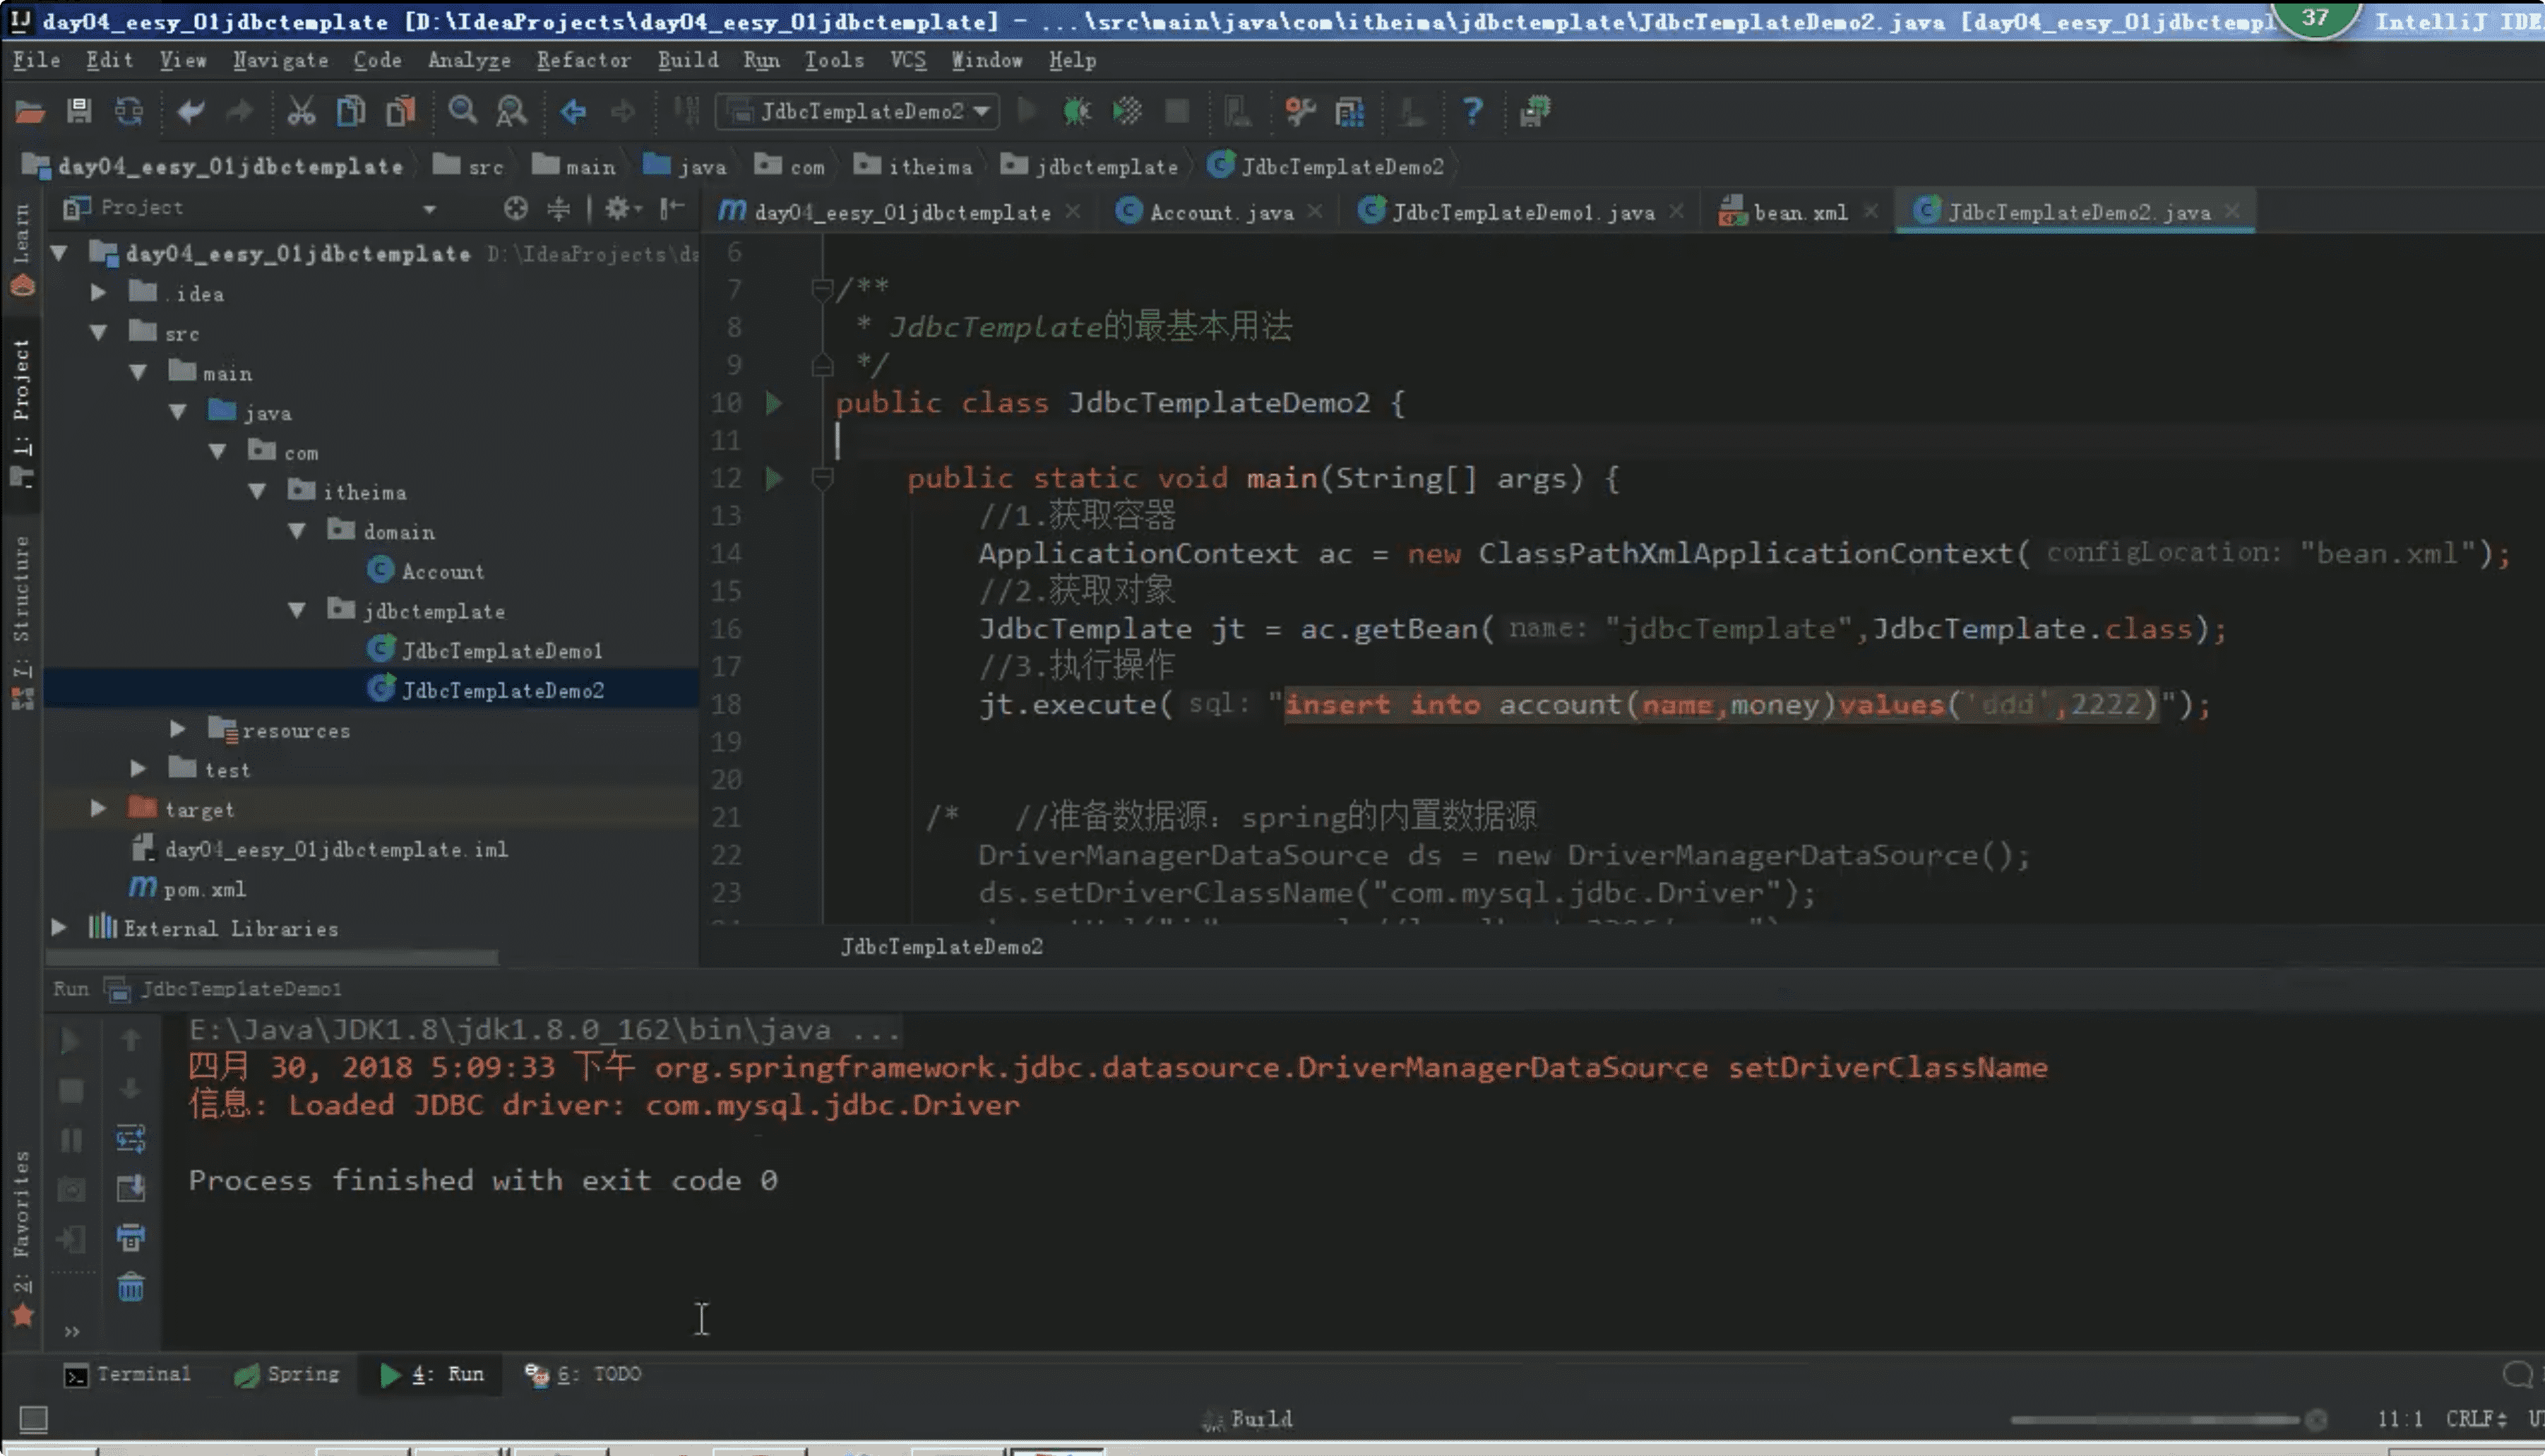 day04_eesy_01jdbctemplate [D:\IdeaProjects\day04_eesy_01jdbctemplate] - ...\src\main\java\com\itheima\jdbctemplate\JdbcTemplateDemo2.java [day04_eesy_01jdbctempl
37
IntelliJ IDE
File Edit View Navigate Code Analyze Refactor Build Run Tools VCS Window Help
JdbcTemplateDemo2
day04_eesy_01jdbctemplate src main java com itheima jdbctemplate JdbcTemplateDemo2
Project
day04_eesy_01jdbctemplate Account.java JdbcTemplateDemo1.java bean.xml JdbcTemplateDemo2.java
Learn
1: Project
7: Structure
2: Favorites
day04_eesy_01jdbctemplate D:\IdeaProjects\da
.idea
src
main
java
com
itheima
domain
Account
jdbctemplate
JdbcTemplateDemo1
JdbcTemplateDemo2
resources
test
target
day04_eesy_01jdbctemplate.iml
pom.xml
External Libraries
6
7 /**
8 * JdbcTemplate的最基本用法
9 */
10 public class JdbcTemplateDemo2 {
11
12 public static void main(String[] args) {
13 //1.获取容器
14 ApplicationContext ac = new ClassPathXmlApplicationContext( configLocation: "bean.xml");
15 //2.获取对象
16 JdbcTemplate jt = ac.getBean( name: "jdbcTemplate",JdbcTemplate.class);
17 //3.执行操作
18 jt.execute( sql: "insert into account(name,money)values('ddd',2222)");
19
20
21 /* //准备数据源：spring的内置数据源
22 DriverManagerDataSource ds = new DriverManagerDataSource();
23 ds.setDriverClassName("com.mysql.jdbc.Driver");
JdbcTemplateDemo2
Run JdbcTemplateDemo1
E:\Java\JDK1.8\jdk1.8.0_162\bin\java ...
四月 30, 2018 5:09:33 下午 org.springframework.jdbc.datasource.DriverManagerDataSource setDriverClassName
信息: Loaded JDBC driver: com.mysql.jdbc.Driver
Process finished with exit code 0
Terminal Spring 4: Run 6: TODO
Build
11:1 CRLF